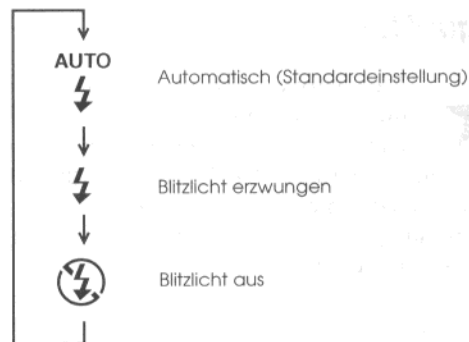 AUTO
Automatisch (Standardeinstellung)
Blitzlicht erzwungen
Blitzlicht aus